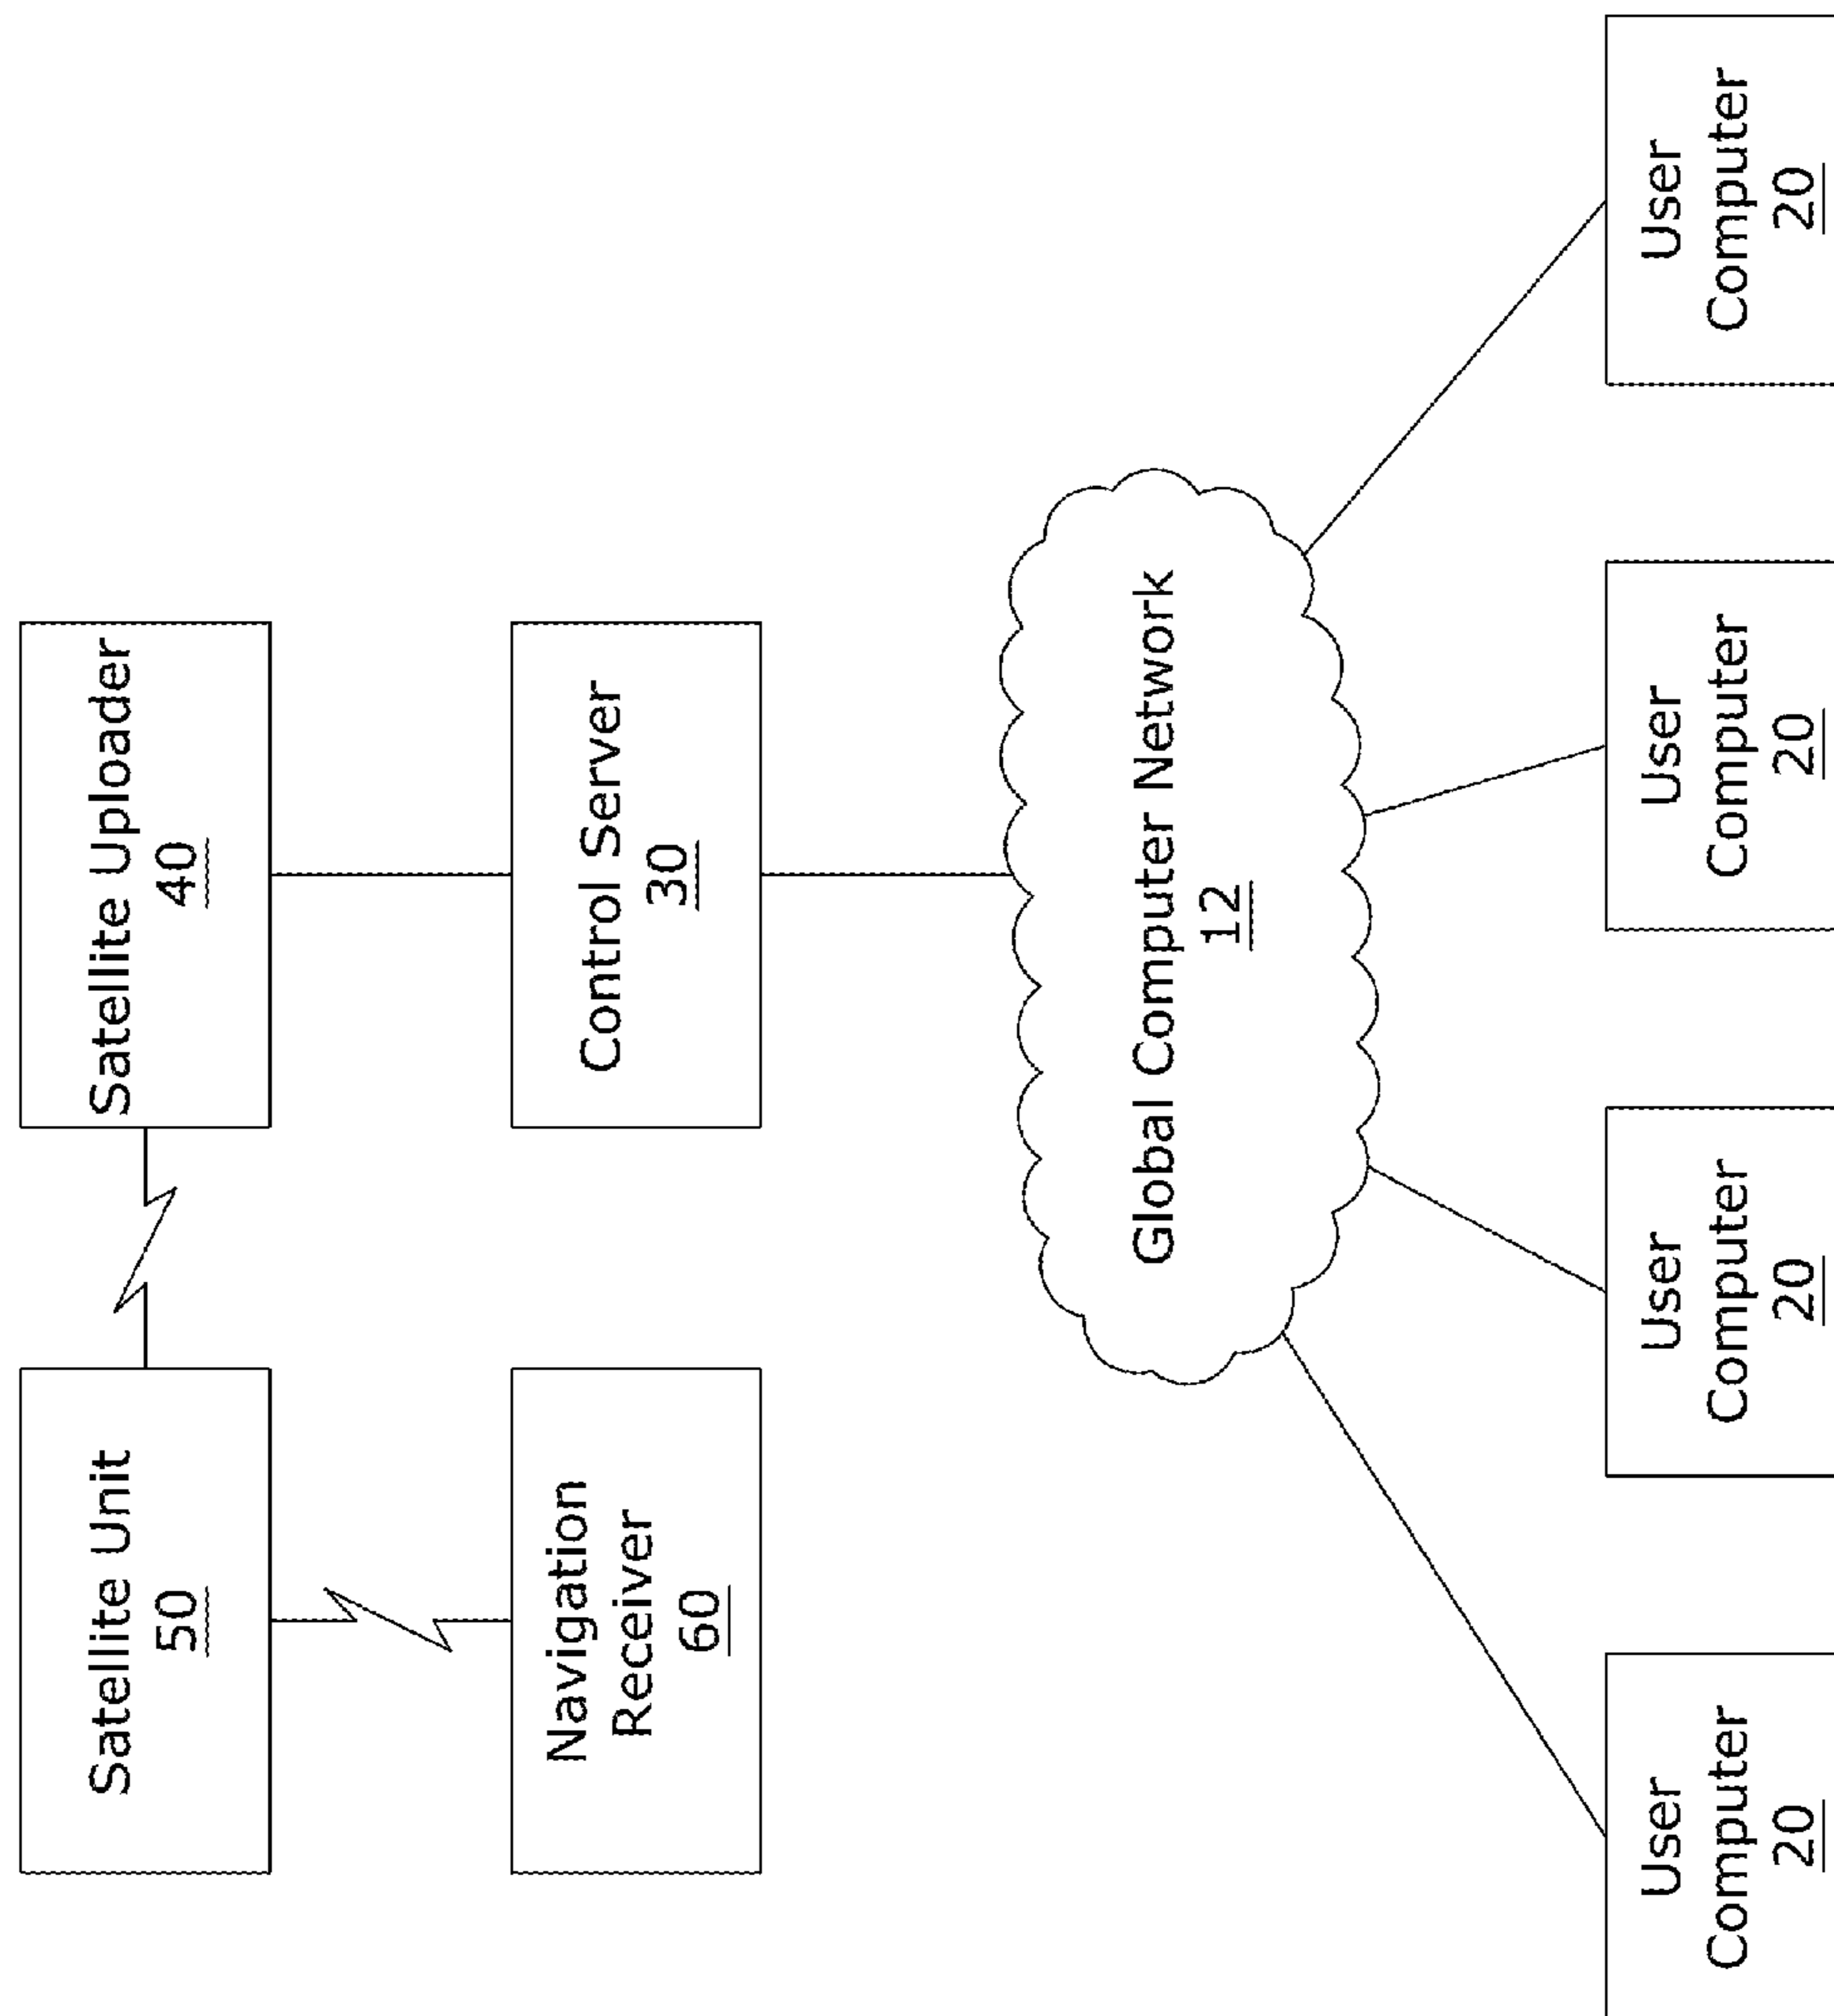 Satellite Unit
50
Satellite Uploader
40
Navigation
Receiver
60
Control Server
30
Global Computer Network
12
User
Computer
20
User
Computer
20
User
Computer
20
User
Computer
20